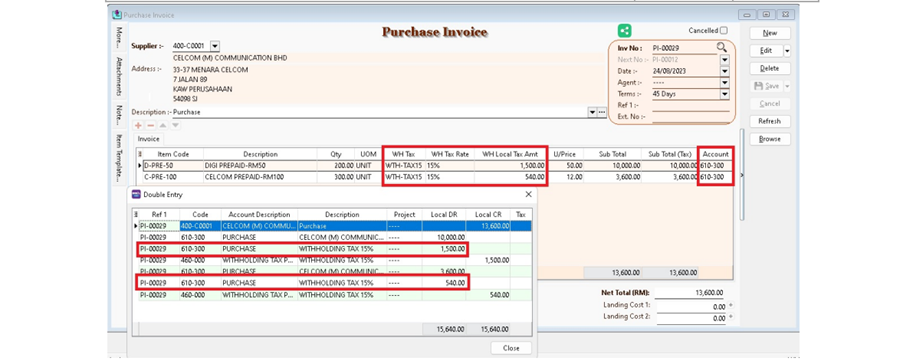 Purchase Invoice
More...
Attachments
Note...
Item Template...
Purchase Invoice
Cancelled
Supplier :- 400-C0001
CELCOM (M) COMMUNICATION BHD
Address :- 33-37 MENARA CELCOM
7 JALAN 89
KAW PERUSAHAAN
54098 SJ
Description :- Purchase
Inv No : PI-00029
Next No :- PI-00012
Date :- 24/08/2023
Agent :- ----
Terms :- 45 Days
Ref 1 :-
Ext. No :-
New
Edit
Delete
Save
Cancel
Refresh
Browse
Invoice
Item Code Description Qty UOM WH Tax WH Tax Rate WH Local Tax Amt U/Price Sub Total Sub Total (Tax) Account
D-PRE-50 DIGI PREPAID-RM50 200.00 UNIT WTH-TAX15 15% 1,500.00 50.00 10,000.00 10,000.00 610-300
C-PRE-100 CELCOM PREPAID-RM100 300.00 UNIT WTH-TAX15 15% 540.00 12.00 3,600.00 3,600.00 610-300
Double Entry
Ref 1 Code Account Description Description Project Local DR Local CR Tax
PI-00029 400-C0001 CELCOM (M) COMMU... Purchase ---- 13,600.00
PI-00029 610-300 PURCHASE CELCOM (M) COMMUNIC... ---- 10,000.00
PI-00029 610-300 PURCHASE WITHHOLDING TAX 15% ---- 1,500.00
PI-00029 460-000 WITHHOLDING TAX P... WITHHOLDING TAX 15% ---- 1,500.00
PI-00029 610-300 PURCHASE CELCOM (M) COMMUNIC... ---- 3,600.00
PI-00029 610-300 PURCHASE WITHHOLDING TAX 15% ---- 540.00
PI-00029 460-000 WITHHOLDING TAX P... WITHHOLDING TAX 15% ---- 540.00
15,640.00 15,640.00
Close
13,600.00 13,600.00
Net Total (RM): 13,600.00
Landing Cost 1: 0.00
Landing Cost 2: 0.00